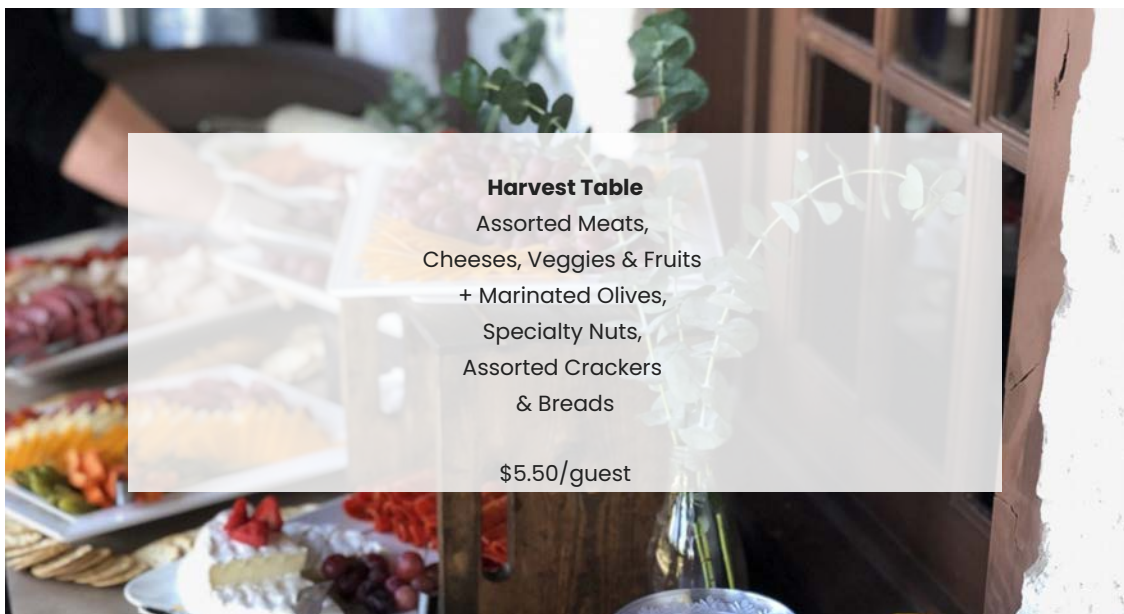 Harvest Table
Assorted Meats,
Cheeses, Veggies & Fruits
+ Marinated Olives,
Specialty Nuts,
Assorted Crackers
& Breads
$5.50/guest